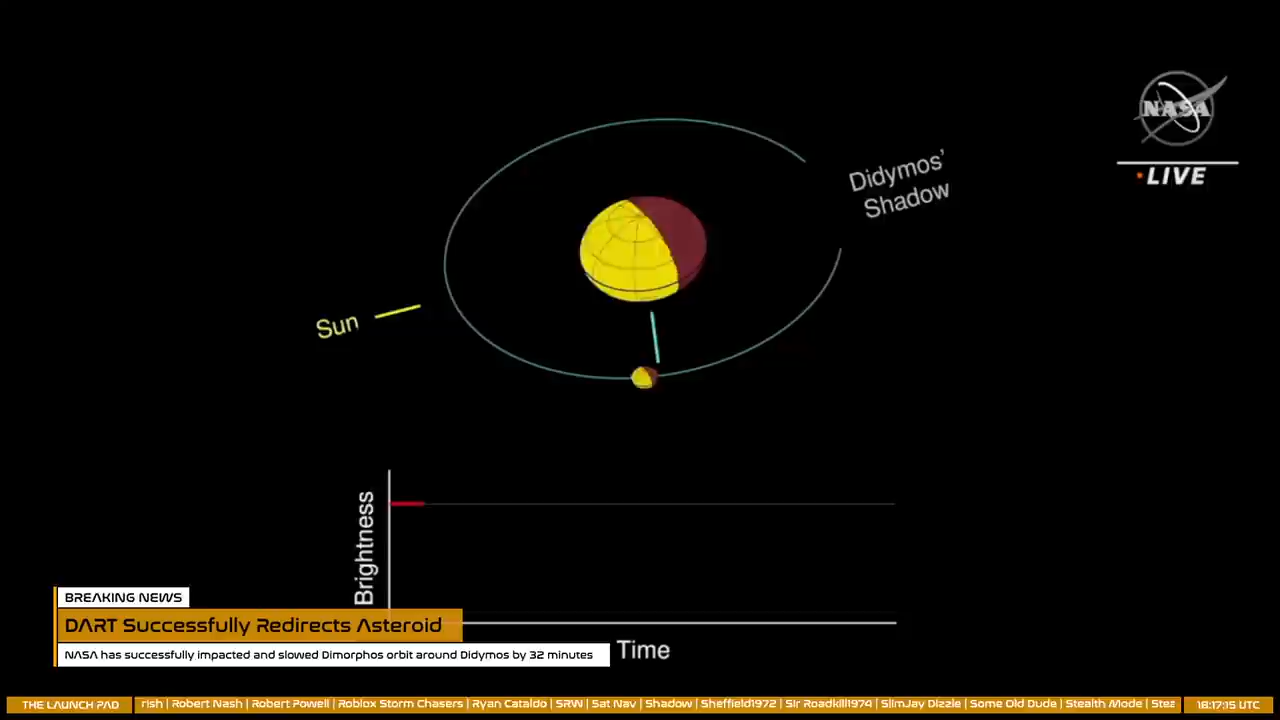 NASA
LIVE
Didymos'
Shadow
Sun
Brightness
Time
BREAKING NEWS
DART Successfully Redirects Asteroid
NASA has successfully impacted and slowed Dimorphos orbit around Didymos by 32 minutes
THE LAUNCH PAD
rish | Robert Nash | Robert Powell | Roblox Storm Chasers | Ryan Cataldo | SRW | Sat Nav | Shadow | Sheffield1972 | Sir Roadkill1974 | SlimJay Dizzle | Some Old Dude | Stealth Mode | Stea
18:17:15 UTC